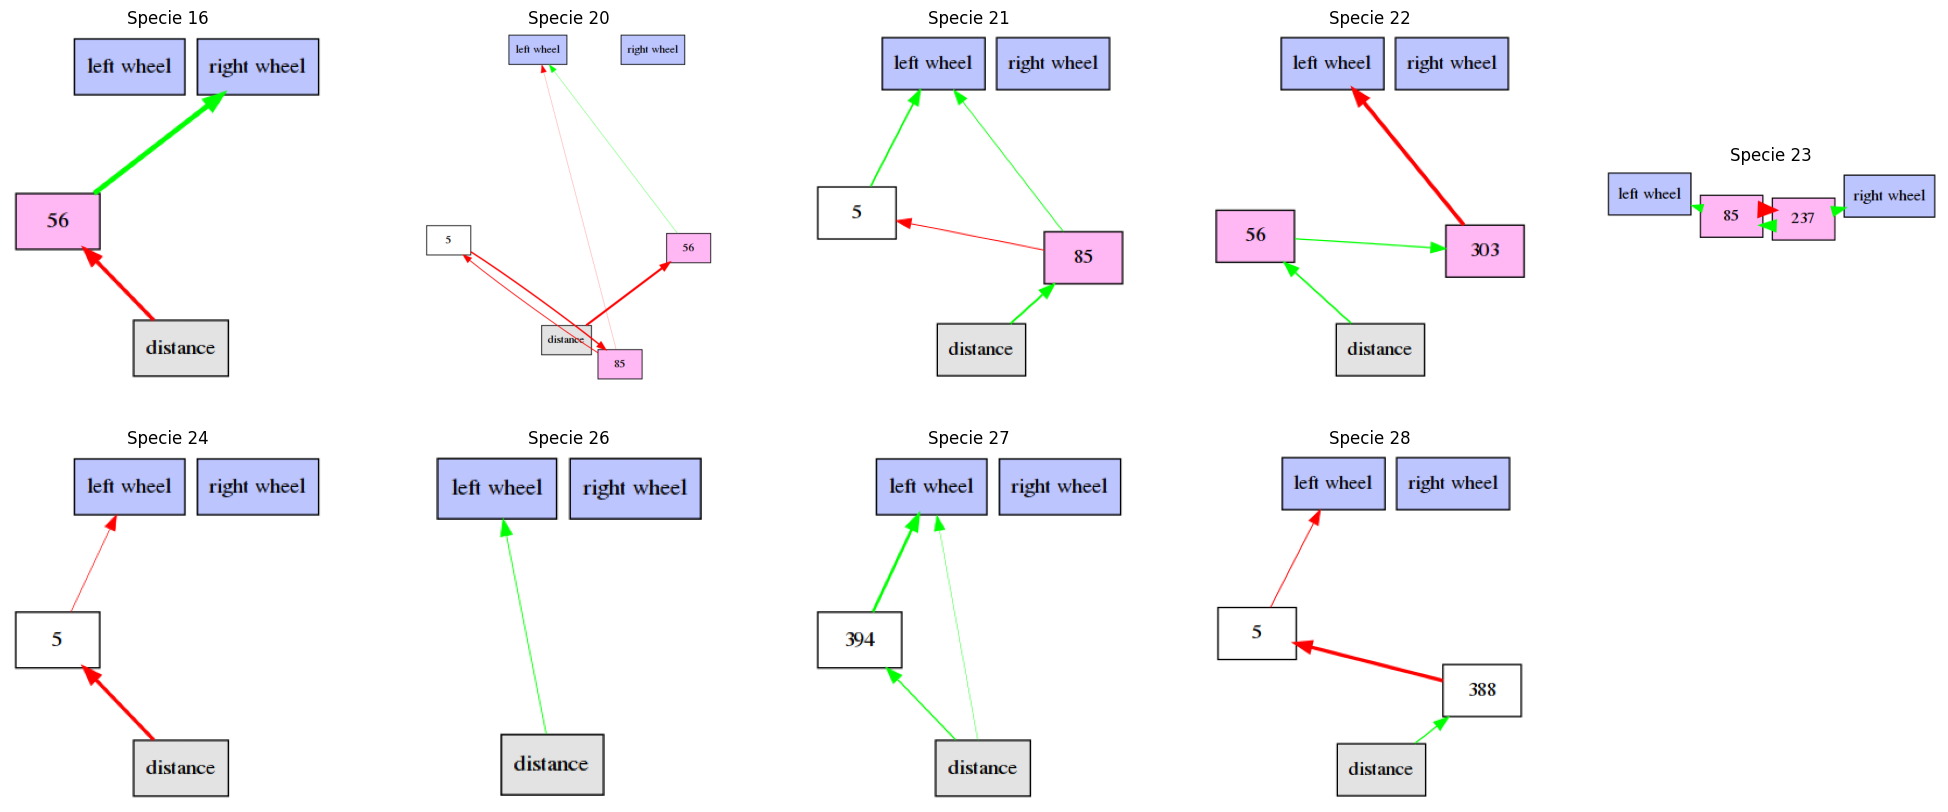 Specie 16
left wheel
right wheel
56
distance
Specie 20
left wheel
right wheel
5
56
distance
85
Specie 21
left wheel
right wheel
5
85
distance
Specie 22
left wheel
right wheel
56
303
distance
Specie 23
left wheel
85
237
right wheel
Specie 24
left wheel
right wheel
5
distance
Specie 26
left wheel
right wheel
distance
Specie 27
left wheel
right wheel
394
distance
Specie 28
left wheel
right wheel
5
388
distance